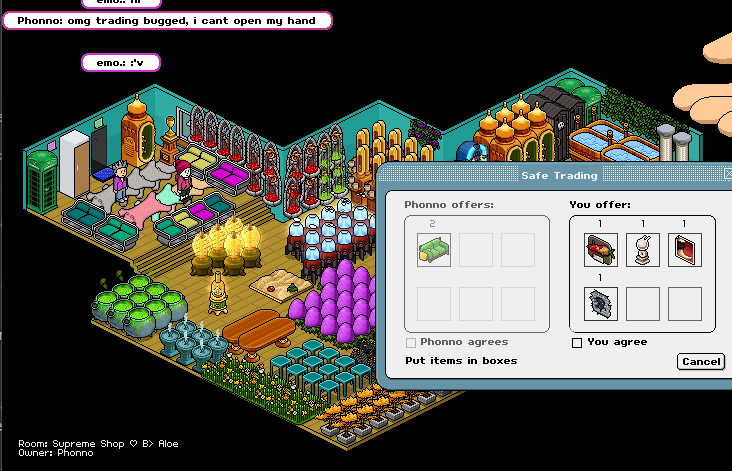 emo.: hi
Phonno: omg trading bugged, i cant open my hand
emo.: :'v
Safe Trading
Phonno offers:
You offer:
2
1
1
1
1
Phonno agrees
You agree
Put items in boxes
Cancel
Room: Supreme Shop ♡ B> Aloe
Owner: Phonno